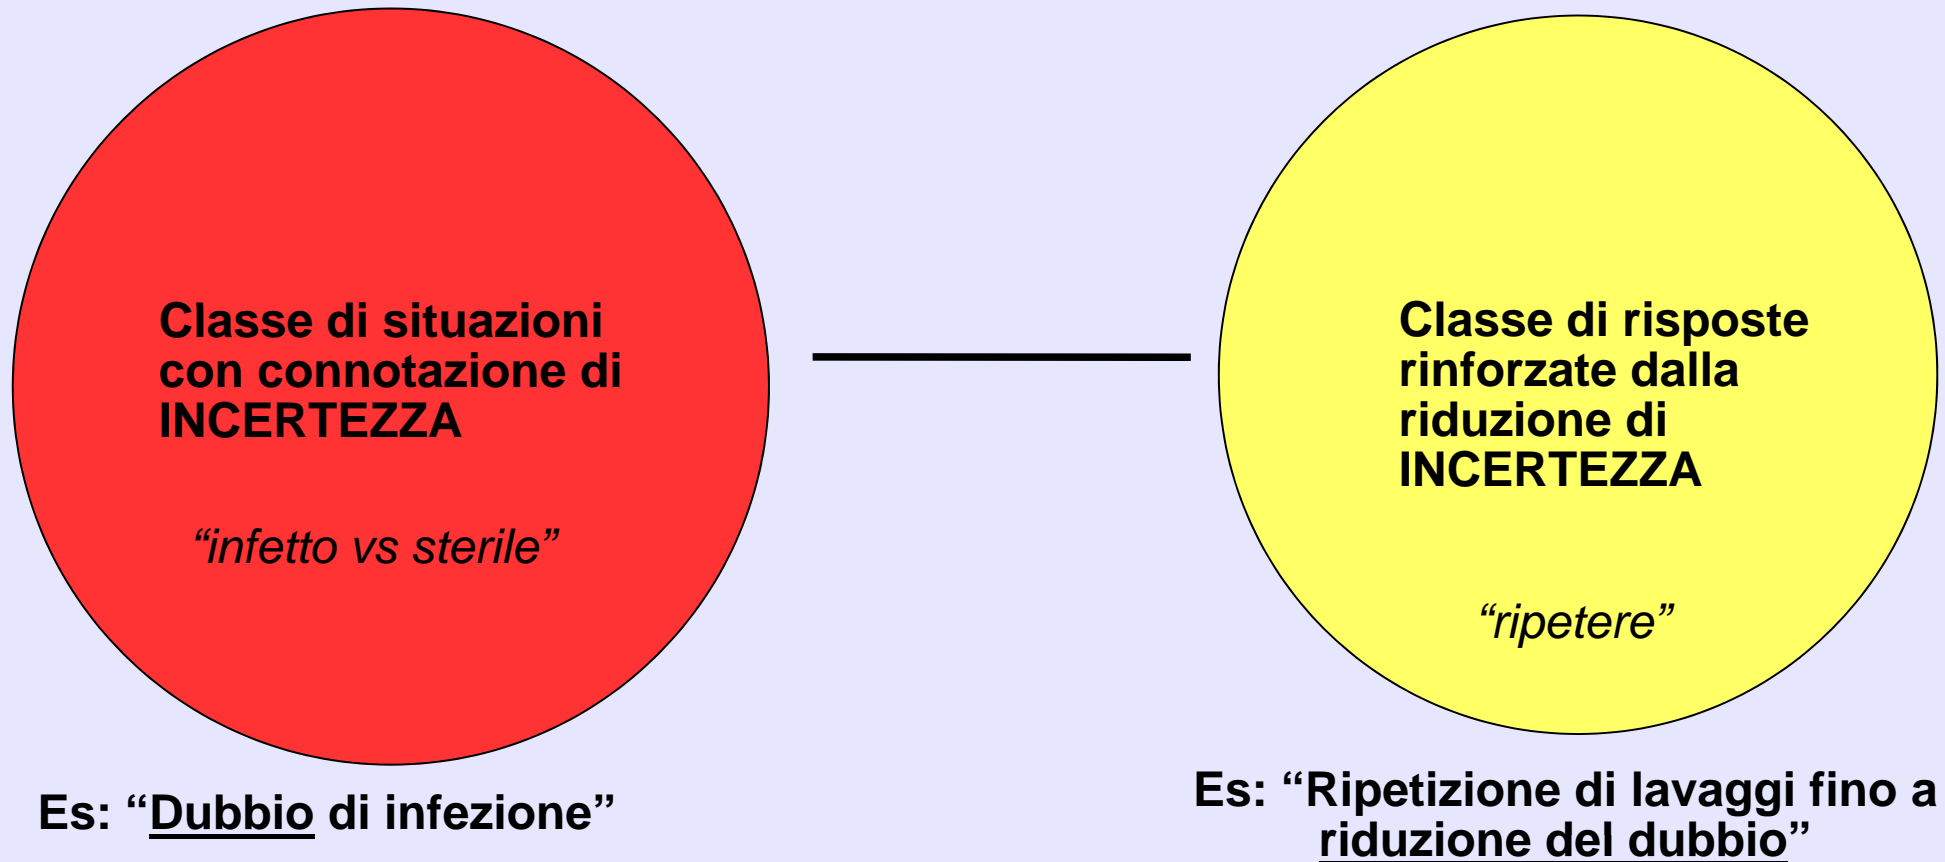 Classe di situazioni
con connotazione di
INCERTEZZA
“infetto vs sterile”
Es: “Dubbio di infezione”
Classe di risposte
rinforzate dalla
riduzione di
INCERTEZZA
“ripetere”
Es: “Ripetizione di lavaggi fino a
riduzione del dubbio”